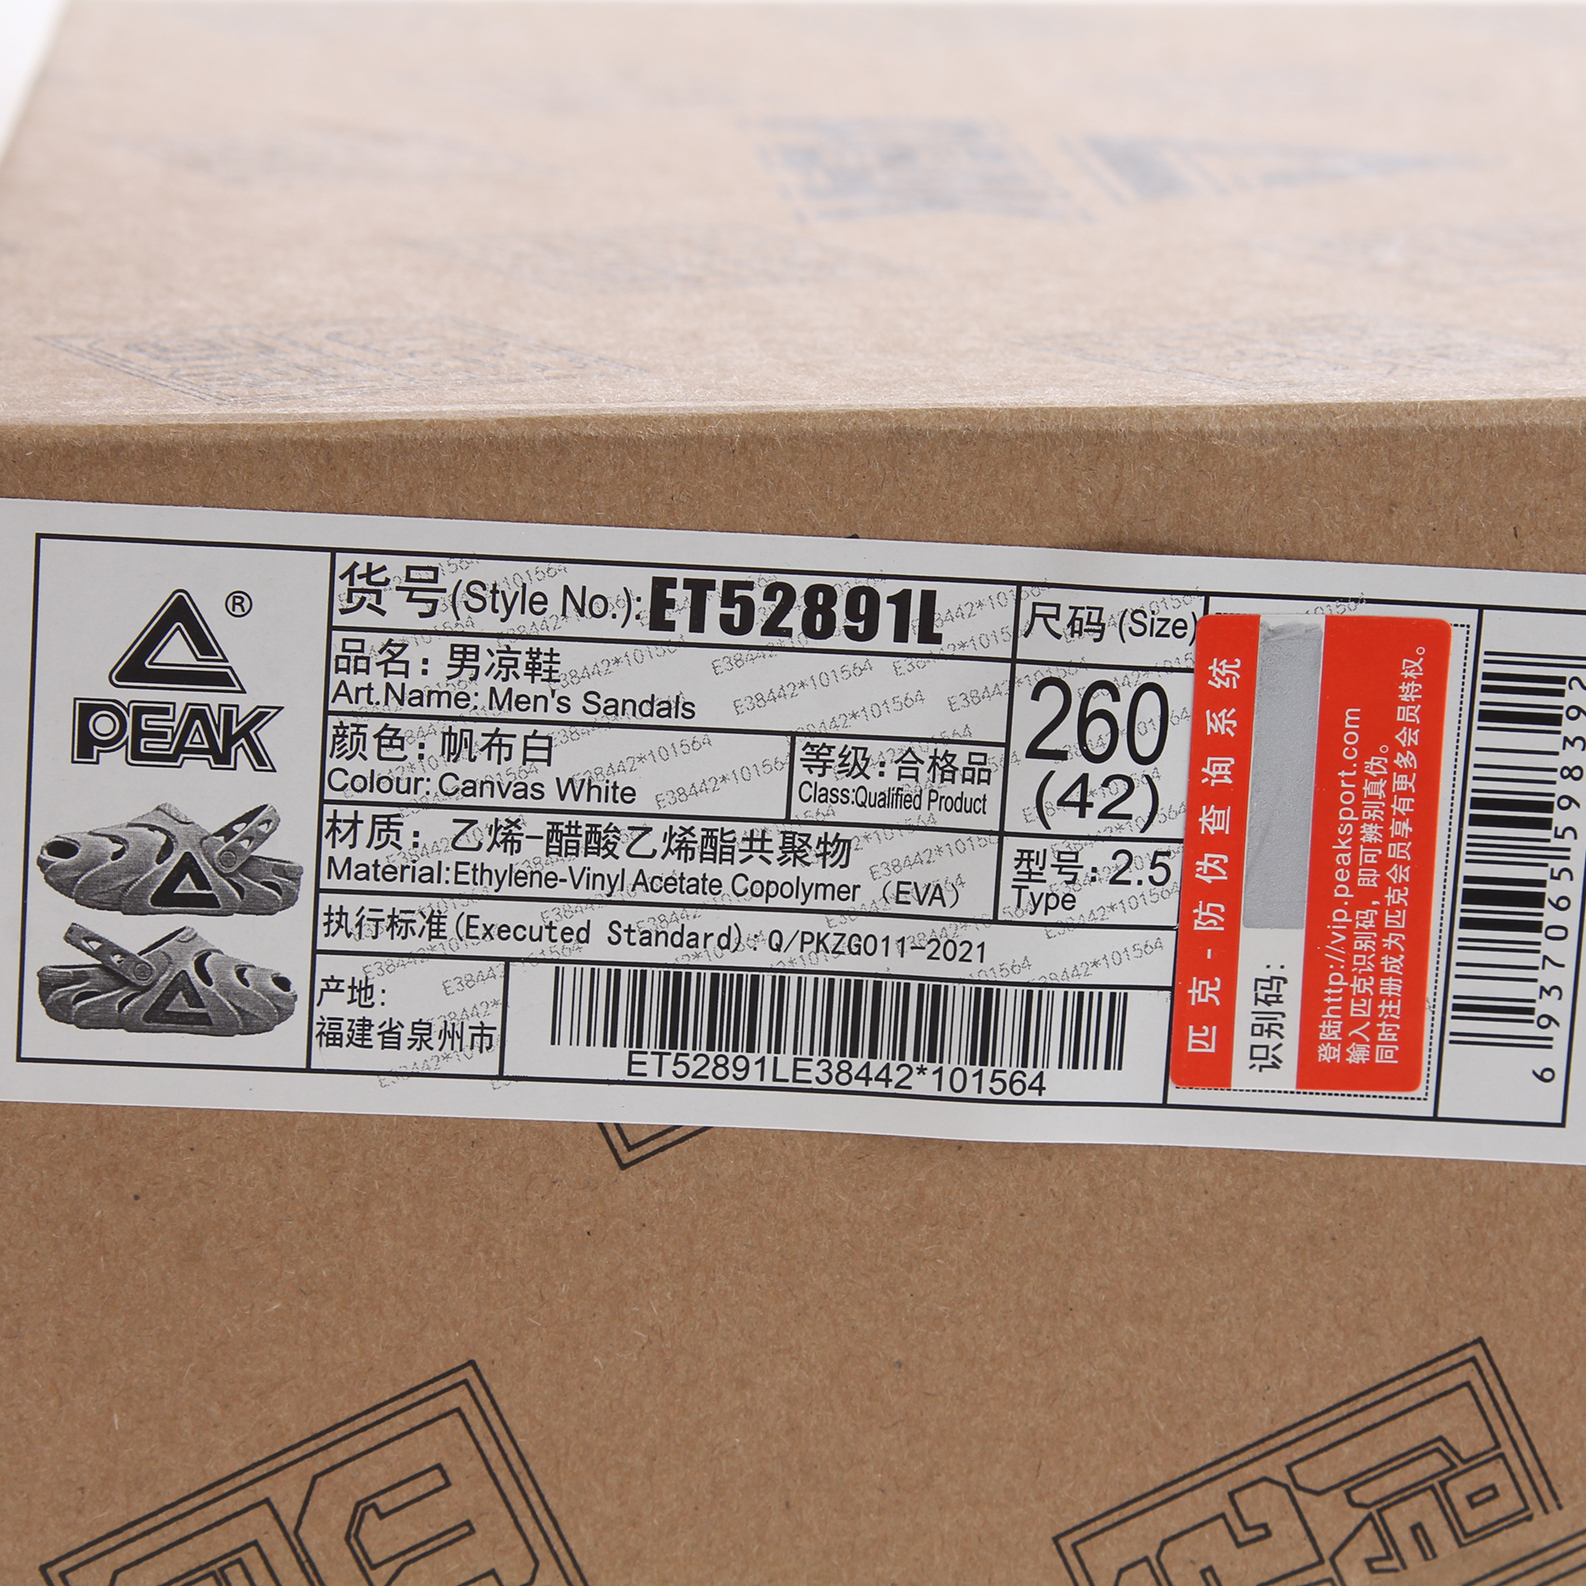 ®
PEAK
货号(Style No.):ET52891L
品名：男凉鞋
Art.Name: Men's Sandals
颜色：帆布白
Colour: Canvas White
等级：合格品
Class:Qualified Product
材质： 乙烯-醋酸乙烯酯共聚物
Material:Ethylene-Vinyl Acetate Copolymer （EVA）
执行标准(Executed Standard)：Q/PKZG011-2021
产地：
福建省泉州市
ET52891LE38442*101564
尺码 (Size)
260
(42)
型号：2.5
Type
匹克-防伪查询系统
识别码：
登陆http://vip.peaksport.com
输入匹克识别码，即可辨别真伪。
同时注册成为匹克会员享有更多会员特权。
6 937065 598392
E38442*101564